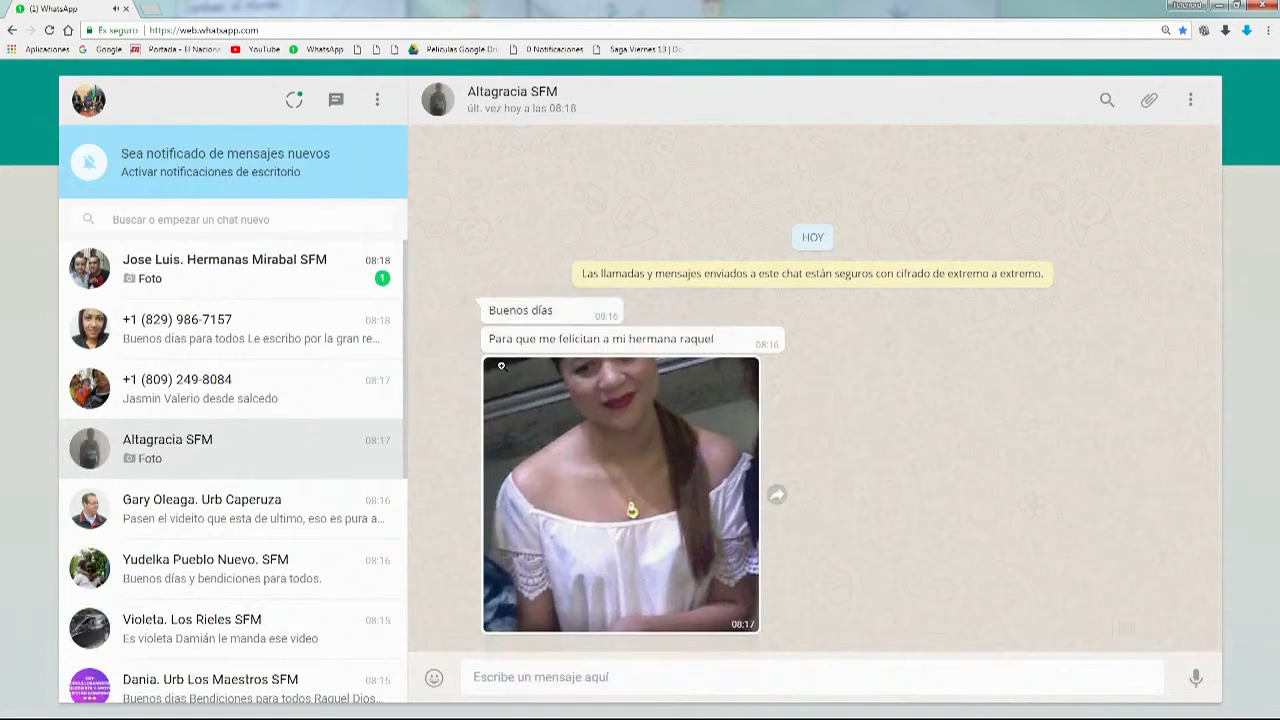 Telenord
(1) WhatsApp
Es seguro https://web.whatsapp.com
Aplicaciones Google Portada - El Nacion YouTube WhatsApp Peliculas Google Dri 0 Notificaciones Saga Viernes 13 | Do
Altagracia SFM
últ. vez hoy a las 08:18
Sea notificado de mensajes nuevos
Activar notificaciones de escritorio
Buscar o empezar un chat nuevo
Jose Luis. Hermanas Mirabal SFM 08:18
Foto 1
+1 (829) 986-7157 08:18
Buenos dias para todos Le escribo por la gran re...
+1 (809) 249-8084 08:17
Jasmin Valerio desde salcedo
Altagracia SFM 08:17
Foto
Gary Oleaga. Urb Caperuza 08:16
Pasen el videito que esta de ultimo, eso es pura a...
Yudelka Pueblo Nuevo. SFM 08:16
Buenos días y bendiciones para todos.
Violeta. Los Rieles SFM 08:15
Es violeta Damián le manda ese video
Dania. Urb Los Maestros SFM 08:15
Buenos días Bendiciones para todos Raquel Dios...
HOY
Las llamadas y mensajes enviados a este chat están seguros con cifrado de extremo a extremo.
Buenos días 08:16
Para que me felicitan a mi hermana raquel 08:16
08:17
Escribe un mensaje aquí